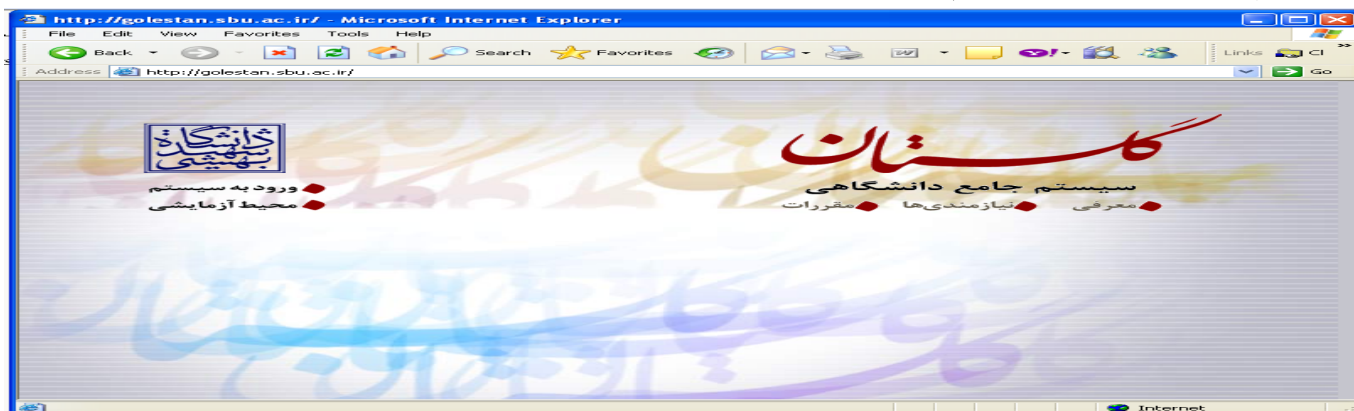 http://golestan.sbu.ac.ir/ - Microsoft Internet Explorer
File Edit View Favorites Tools Help
Back Search Favorites Links
Address http://golestan.sbu.ac.ir/ Go
گلستان
سیستم جامع دانشگاهی
معرفی نیازمندی‌ها مقررات
دانشگاه
شهید
بهشتی
ورود به سیستم
محیط آزمایشی
Internet